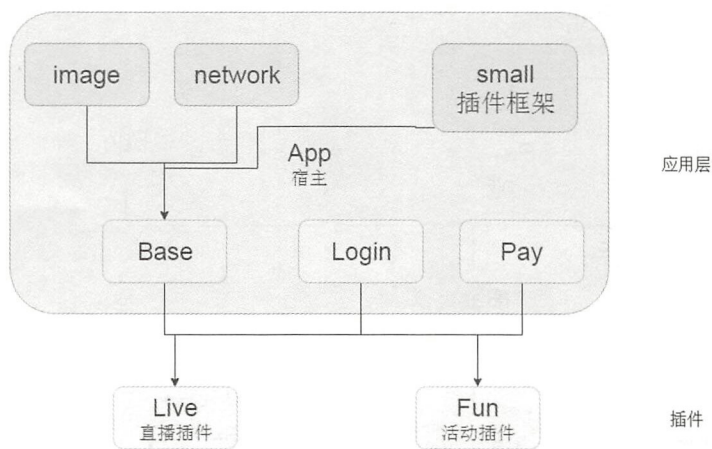 image
network
small
插件框架
App
宿主
应用层
Base
Login
Pay
Live
直播插件
Fun
活动插件
插件